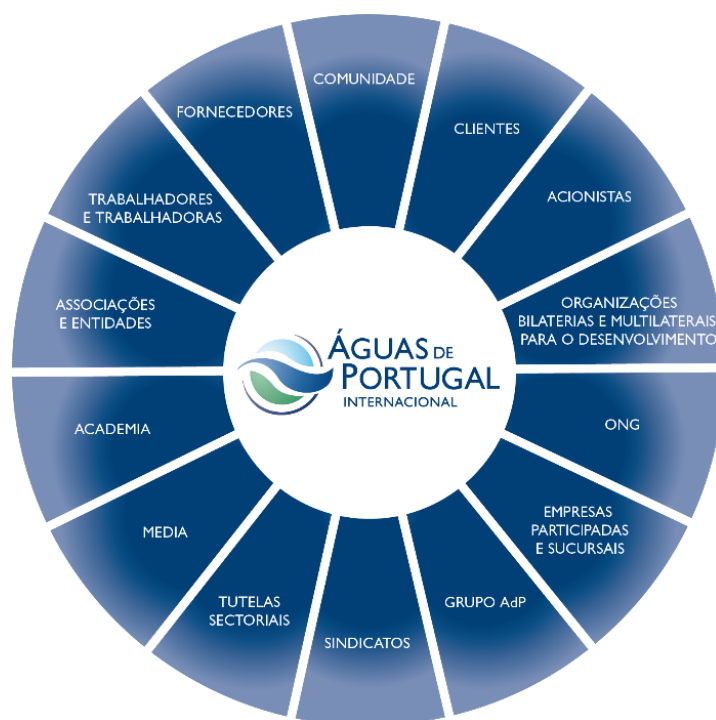 COMUNIDADE
CLIENTES
ACIONISTAS
ORGANIZAÇÕES
BILATERIAS E MULTILATERAIS
PARA O DESENVOLVIMENTO
ONG
EMPRESAS
PARTICIPADAS
E SUCURSAIS
GRUPO AdP
SINDICATOS
TUTELAS
SECTORIAIS
MEDIA
ACADEMIA
ASSOCIAÇÕES
E ENTIDADES
TRABALHADORES
E TRABALHADORAS
FORNECEDORES
ÁGUAS DE
PORTUGAL
INTERNACIONAL